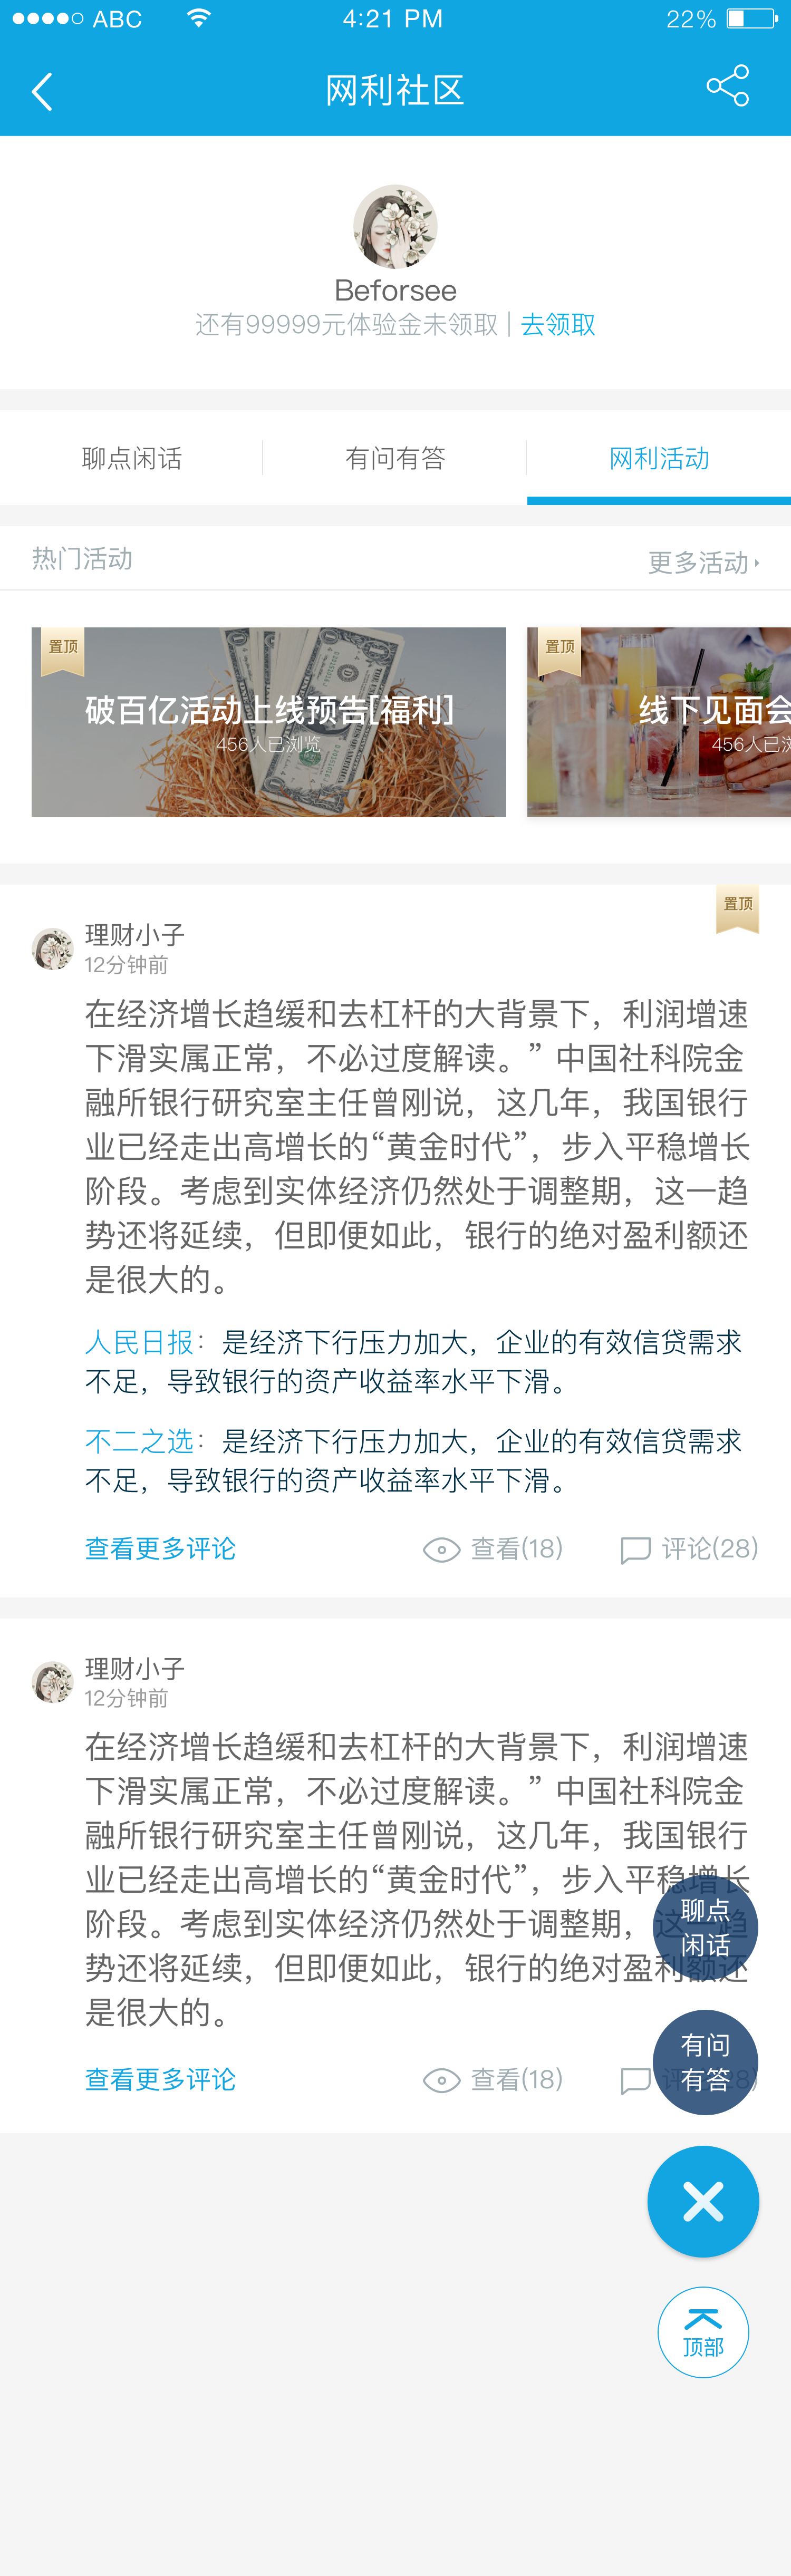 ABC 4:21 PM 22%
网利社区
Beforsee
还有99999元体验金未领取 | 去领取
聊点闲话 有问有答 网利活动
热门活动 更多活动
置顶 置顶
破百亿活动上线预告[福利] 线下见面会
456人已浏览 456人已浏
置顶
理财小子
12分钟前
在经济增长趋缓和去杠杆的大背景下，利润增速
下滑实属正常，不必过度解读。” 中国社科院金
融所银行研究室主任曾刚说，这几年，我国银行
业已经走出高增长的“黄金时代”，步入平稳增长
阶段。考虑到实体经济仍然处于调整期，这一趋
势还将延续，但即便如此，银行的绝对盈利额还
是很大的。
人民日报：是经济下行压力加大，企业的有效信贷需求
不足，导致银行的资产收益率水平下滑。
不二之选：是经济下行压力加大，企业的有效信贷需求
不足，导致银行的资产收益率水平下滑。
查看更多评论 查看(18) 评论(28)
理财小子
12分钟前
在经济增长趋缓和去杠杆的大背景下，利润增速
下滑实属正常，不必过度解读。” 中国社科院金
融所银行研究室主任曾刚说，这几年，我国银行
业已经走出高增长的“黄金时代”，步入平稳增长
阶段。考虑到实体经济仍然处于调整期，这一趋
势还将延续，但即便如此，银行的绝对盈利额还
是很大的。
聊点
闲话
有问
有答
查看更多评论 查看(18) 评论(28)
顶部